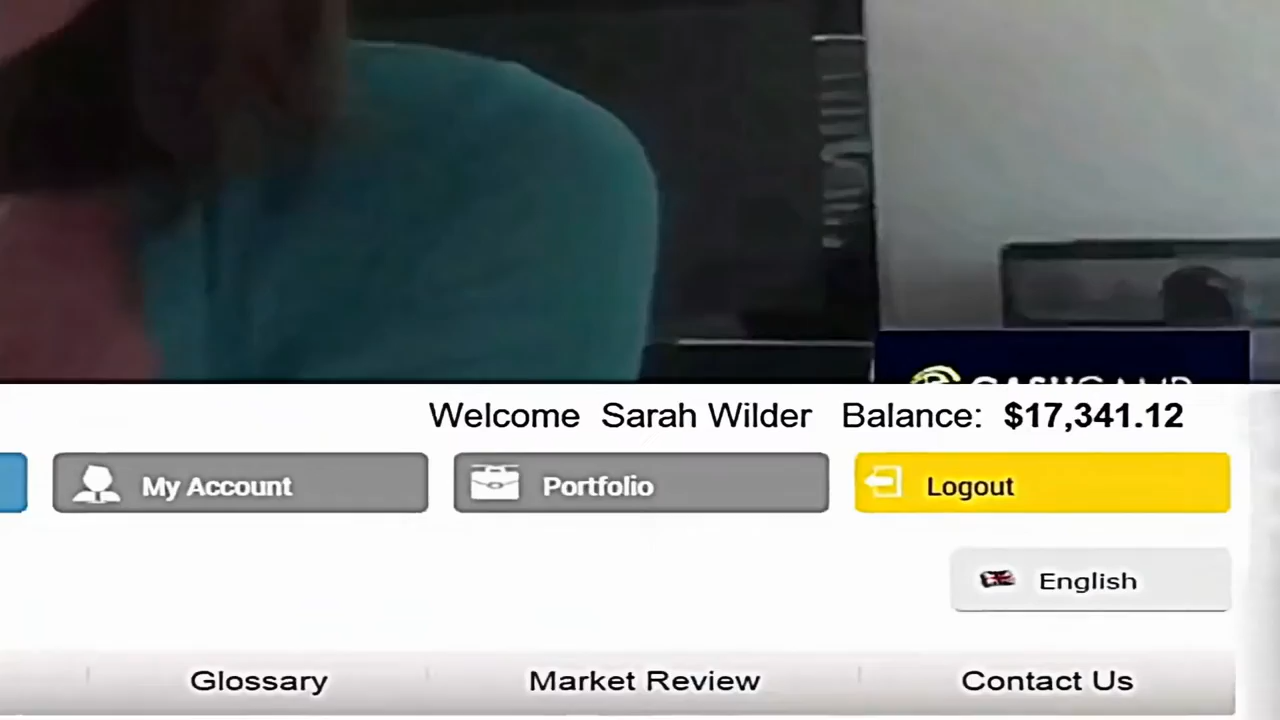 Welcome Sarah Wilder Balance: $17,341.12
My Account Portfolio Logout
English
Glossary Market Review Contact Us